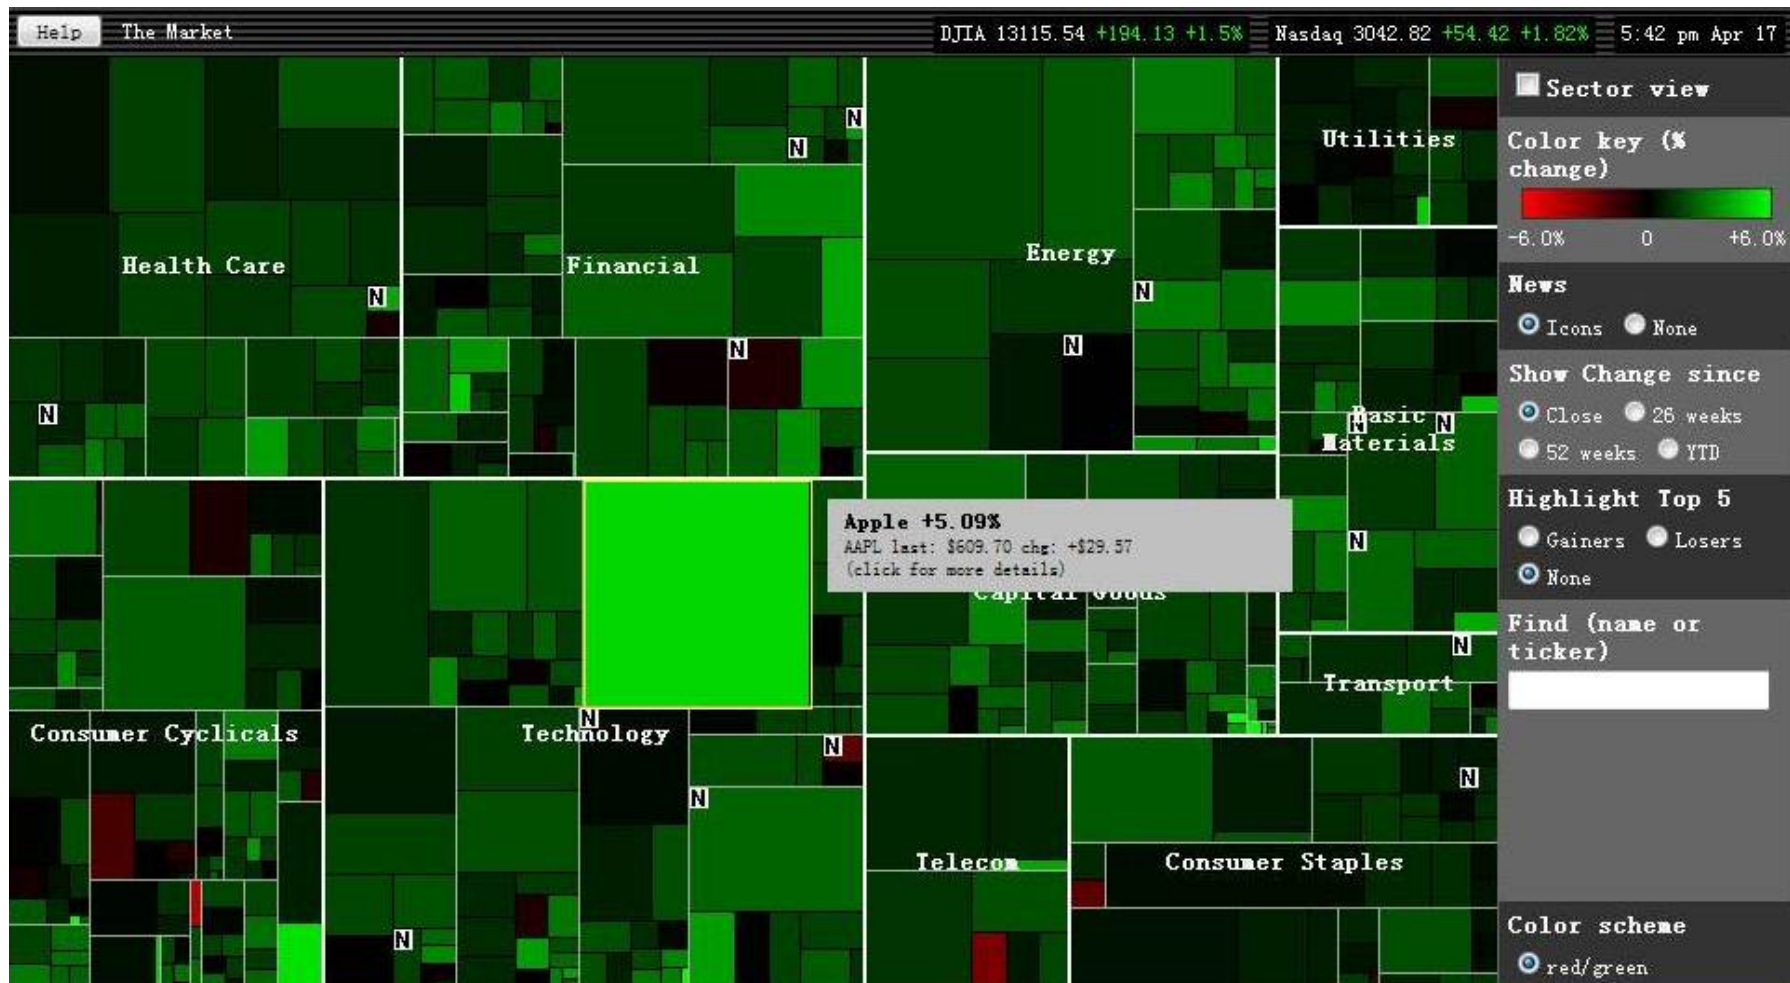 Help The Market DJIA 13115.54 +194.13 +1.5% Nasdaq 3042.82 +54.42 +1.82% 5:42 pm Apr 17
Sector view
Color key (%
change)
-6.0% 0 +6.0%
News
Icons None
Show Change since
Close 26 weeks
52 weeks YTD
Highlight Top 5
Gainers Losers
None
Find (name or
ticker)
Color scheme
red/green
Health Care
N
N
Financial
N
N
N
Energy
N
N
Utilities
Basic
Materials
N
N
N
Apple +5.09%
AAPL last: $609.70 chg: +$29.57
(click for more details)
Capital Goods
Transport
N
Consumer Cyclicals
Technology
N
N
N
N
Telecom
Consumer Staples
N